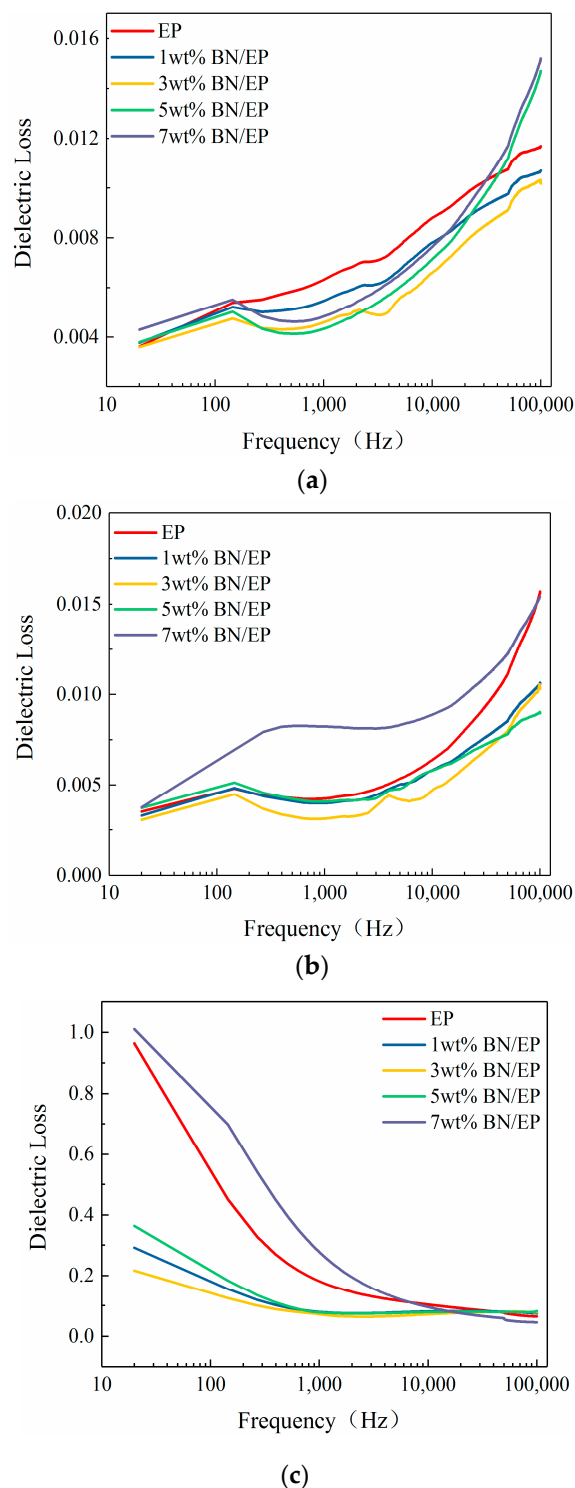 0.016
0.012
0.008
0.004
Dielectric Loss
EP
1wt% BN/EP
3wt% BN/EP
5wt% BN/EP
7wt% BN/EP
10 100 1,000 10,000 100,000
Frequency（Hz）
(a)
0.020
0.015
0.010
0.005
0.000
Dielectric Loss
EP
1wt% BN/EP
3wt% BN/EP
5wt% BN/EP
7wt% BN/EP
10 100 1,000 10,000 100,000
Frequency（Hz）
(b)
1.0
0.8
0.6
0.4
0.2
0.0
Dielectric Loss
EP
1wt% BN/EP
3wt% BN/EP
5wt% BN/EP
7wt% BN/EP
10 100 1,000 10,000 100,000
Frequency（Hz）
(c)